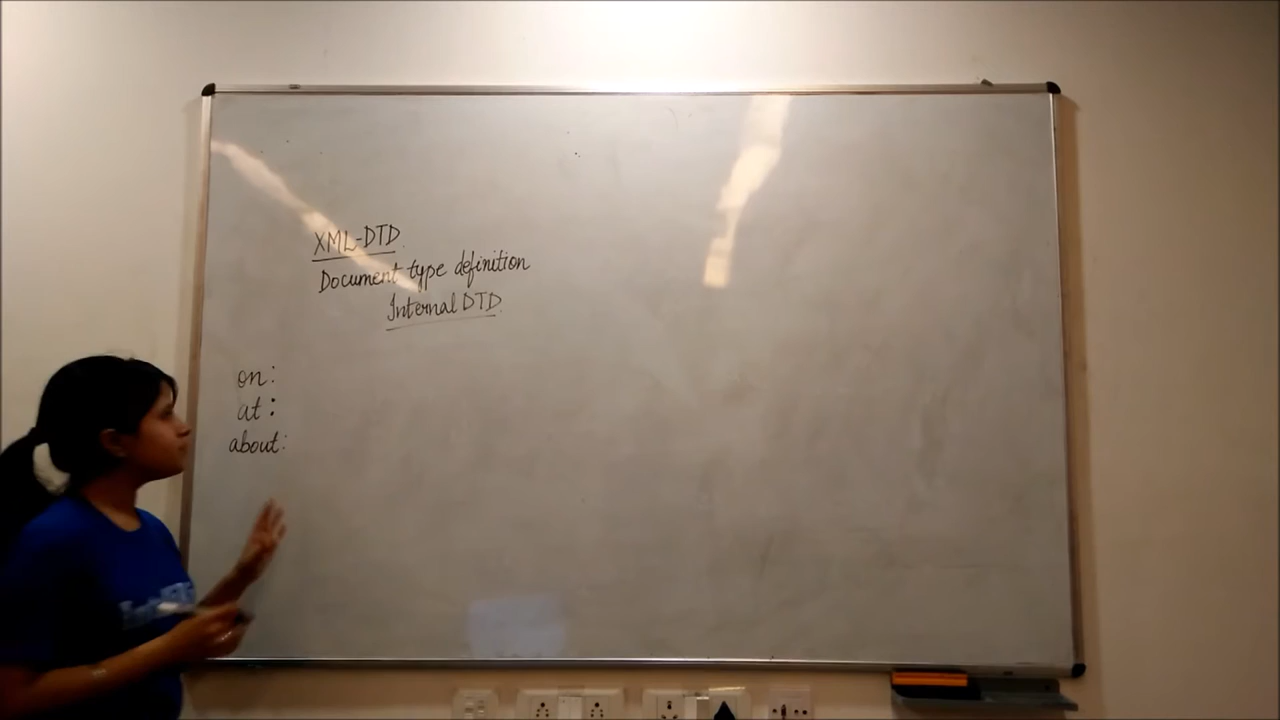 XML-DTD
Document type definition
Internal DTD
on:
at:
about: